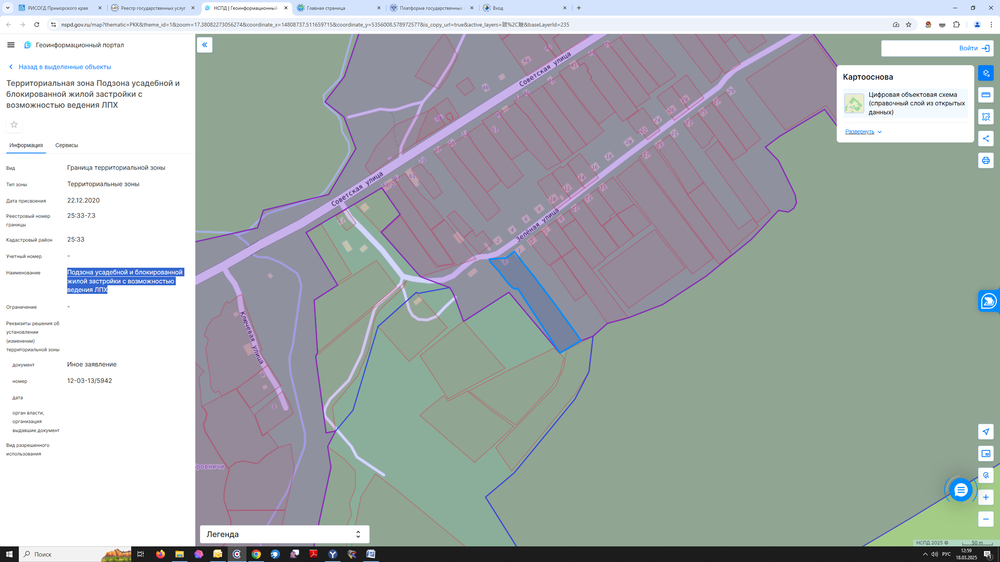 РИСОГД Приморского края
Реестр государственных услуг
НСПД | Геоинформационный
Главная страница
Платформа государственных
Вход
nspd.gov.ru/map?thematic=PKK&theme_id=1&zoom=17.38082273056274&coordinate_x=14808737.511659715&coordinate_y=5356008.578972577&is_copy_url=true&active_layers=跛%2C䝵&baseLayerId=235
Геоинформационный портал
Назад в выделенные объекты
Территориальная зона Подзона усадебной и
блокированной жилой застройки с
возможностью ведения ЛПХ
Информация
Сервисы
Вид
Граница территориальной зоны
Тип зоны
Территориальные зоны
Дата присвоения
22.12.2020
Реестровый номер
границы
25:33-7.3
Кадастровый район
25:33
Учетный номер
-
Наименование
Подзона усадебной и блокированной
жилой застройки с возможностью
ведения ЛПХ
Ограничение
-
Реквизиты решения об
установлении
(изменении)
территориальной зоны
документ
Иное заявление
номер
12-03-13/5942
дата
орган власти,
организация
выдавшие документ
Вид разрешенного
использования
Войти
Картооснова
Цифровая объектовая схема
(справочный слой из открытых
данных)
Развернуть
Советская улица
Советская улица
Зелёная улица
Ключевая улица
ровничи
37
42
39
44
41
43
46
45
47
49
50
51
53
55
57
59
61
63
63/2
67
29
28
27
26
25
24
23
22
21
20
19
18
17
16
15
14
13
12
11
10
9
8
7
6
5
4
3
2
1
6
8
Легенда
НСПД 2025 ©
50 m
Поиск
РУС
12:59
18.03.2025
1